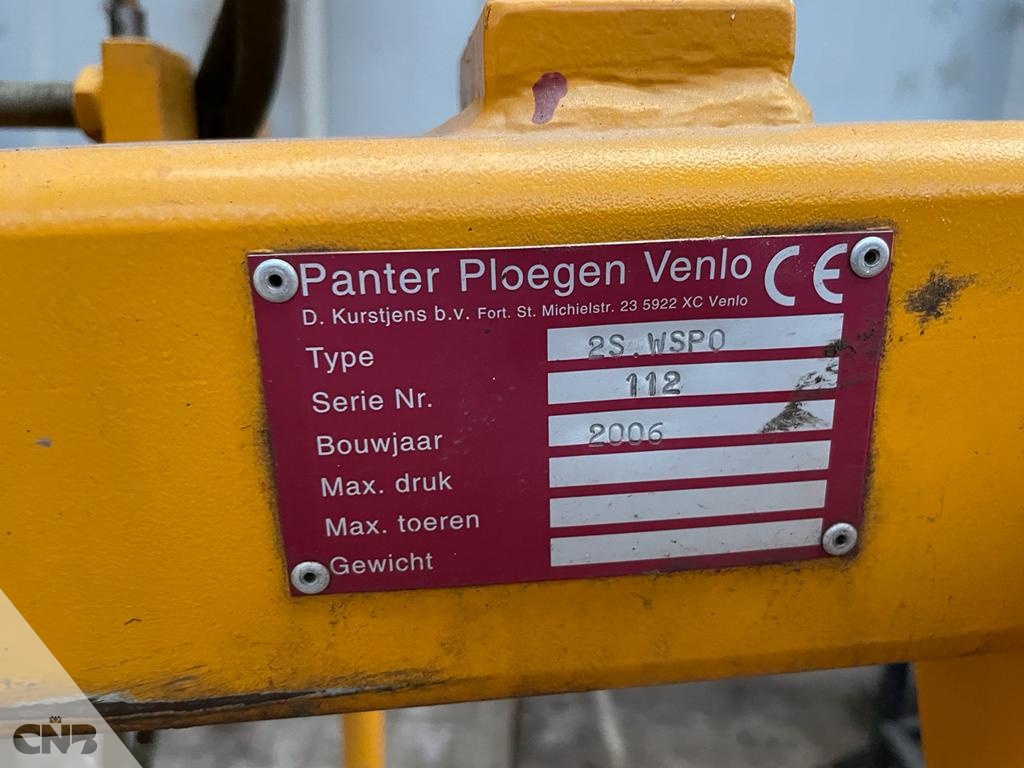 Panter Ploegen Venlo CE
D. Kurstjens b.v. Fort. St. Michielstr. 23 5922 XC Venlo
Type 2S.WSPO
Serie Nr. 112
Bouwjaar 2006
Max. druk
Max. toeren
Gewicht
CNB